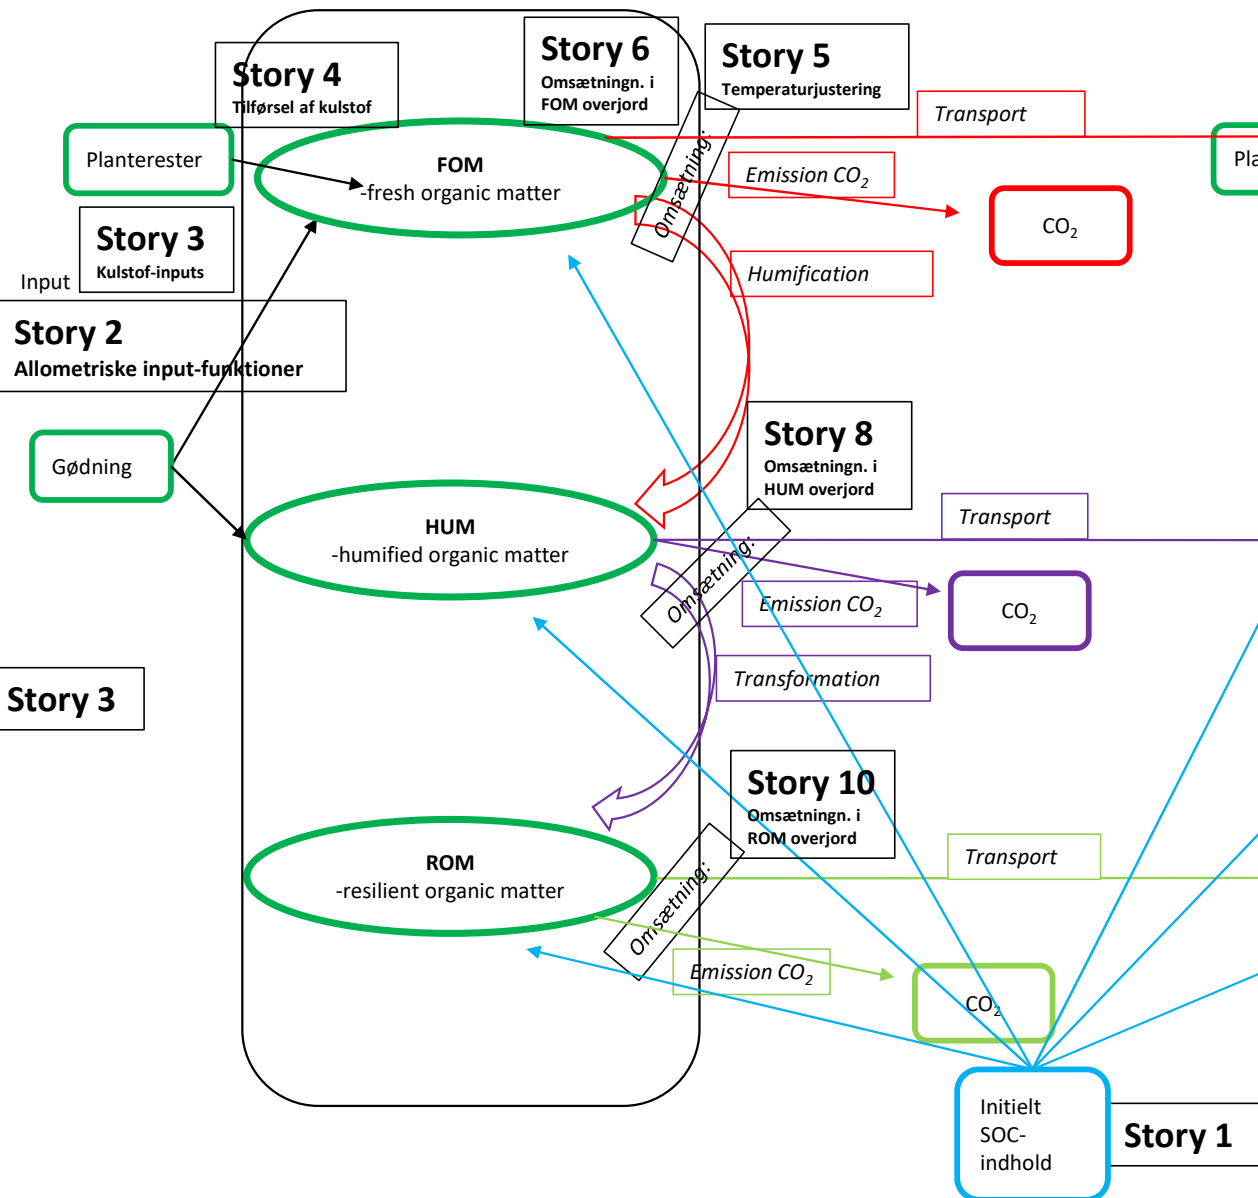 Story 4
Tilførsel af kulstof
Story 6
Omsætningn. i
FOM overjord
Story 5
Temperaturjustering
Transport
Planterester
FOM
-fresh organic matter
Omsætning:
Emission CO₂
CO₂
Pla
Story 3
Kulstof-inputs
Humification
Input
Story 2
Allometriske input-funktioner
Gødning
Story 8
Omsætningn. i
HUM overjord
HUM
-humified organic matter
Omsætning:
Transport
Emission CO₂
CO₂
Transformation
Story 3
Story 10
Omsætningn. i
ROM overjord
ROM
-resilient organic matter
Omsætning:
Transport
Emission CO₂
CO₂
Initielt
SOC-
indhold
Story 1